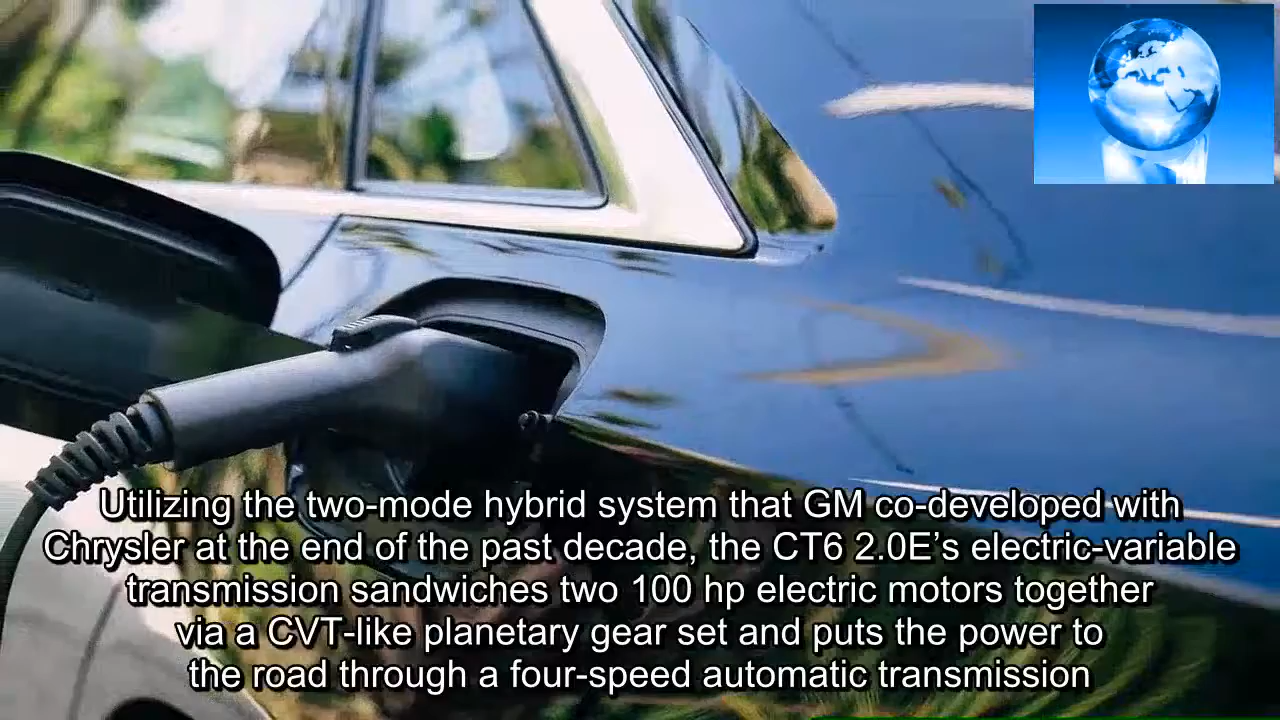 Utilizing the two-mode hybrid system that GM co-developed with
Chrysler at the end of the past decade, the CT6 2.0E’s electric-variable
transmission sandwiches two 100 hp electric motors together
via a CVT-like planetary gear set and puts the power to
the road through a four-speed automatic transmission